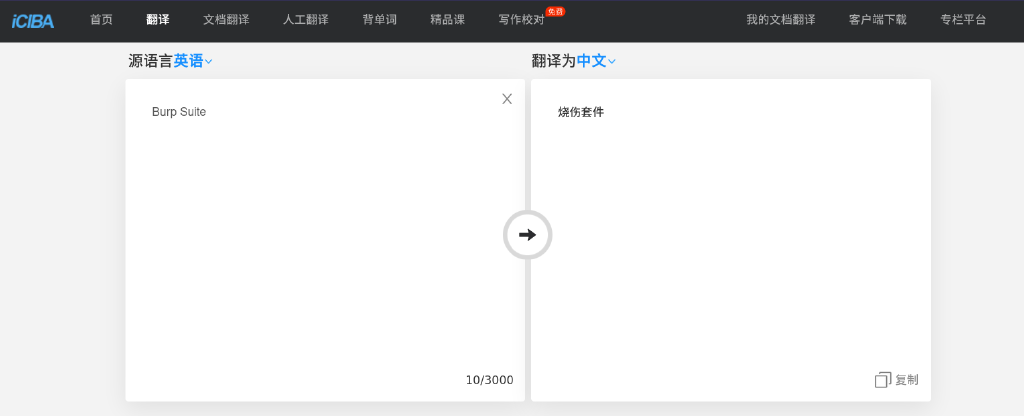 iCIBA 首页 翻译 文档翻译 人工翻译 背单词 精品课 写作校对 免费 我的文档翻译 客户端下载 专栏平台
源语言英语 翻译为中文
Burp Suite 烧伤套件
10/3000 复制